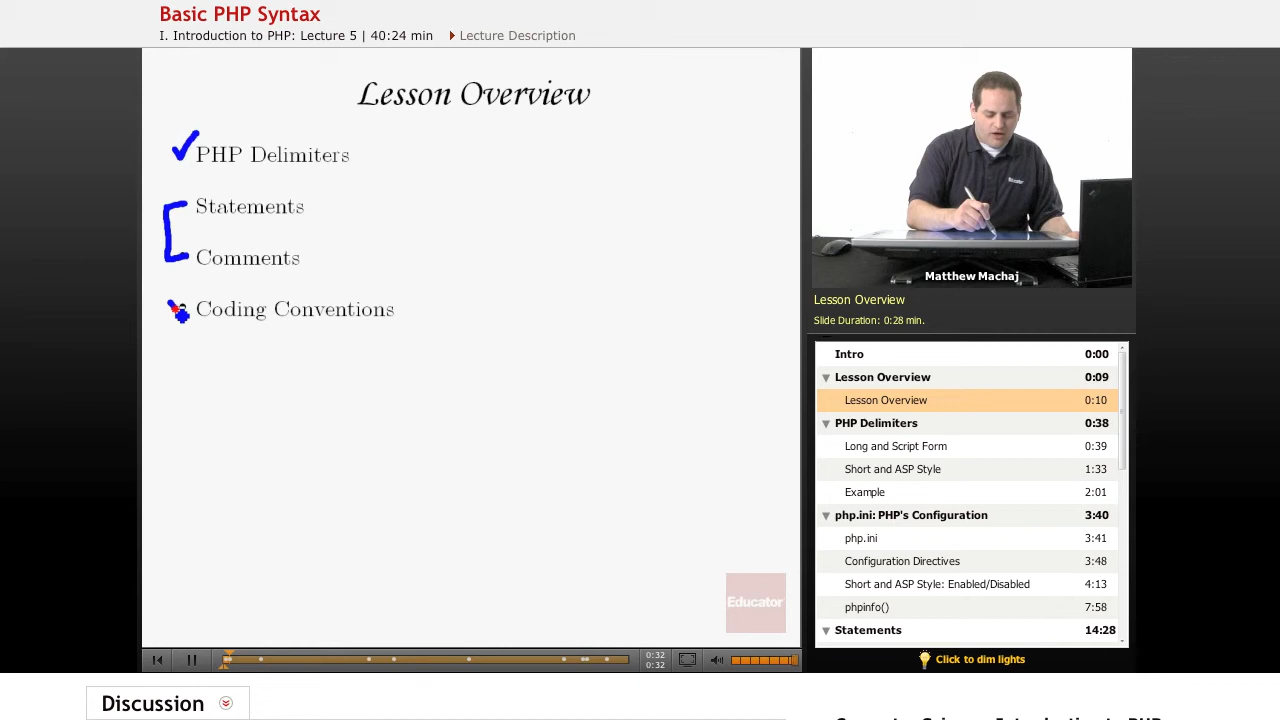 Basic PHP Syntax
I. Introduction to PHP: Lecture 5 | 40:24 min
Lecture Description
Lesson Overview
PHP Delimiters
Statements
Comments
Coding Conventions
Educator
Matthew Machaj
Lesson Overview
Slide Duration: 0:28 min.
Intro 0:00
Lesson Overview 0:09
Lesson Overview 0:10
PHP Delimiters 0:38
Long and Script Form 0:39
Short and ASP Style 1:33
Example 2:01
php.ini: PHP's Configuration 3:40
php.ini 3:41
Configuration Directives 3:48
Short and ASP Style: Enabled/Disabled 4:13
phpinfo() 7:58
Statements 14:28
0:32
0:32
Click to dim lights
Discussion